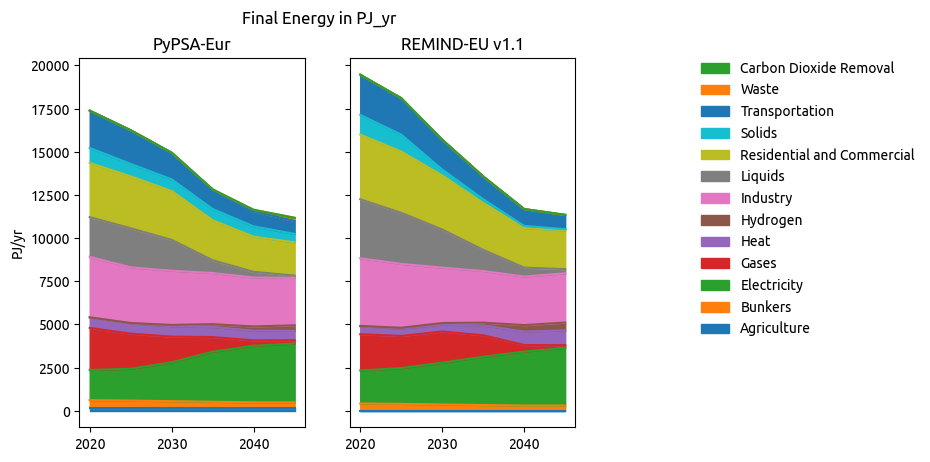 Final Energy in PJ_yr
PyPSA-Eur
REMIND-EU v1.1
PJ/yr
20000
17500
15000
12500
10000
7500
5000
2500
0
2020
2030
2040
2020
2030
2040
Carbon Dioxide Removal
Waste
Transportation
Solids
Residential and Commercial
Liquids
Industry
Hydrogen
Heat
Gases
Electricity
Bunkers
Agriculture